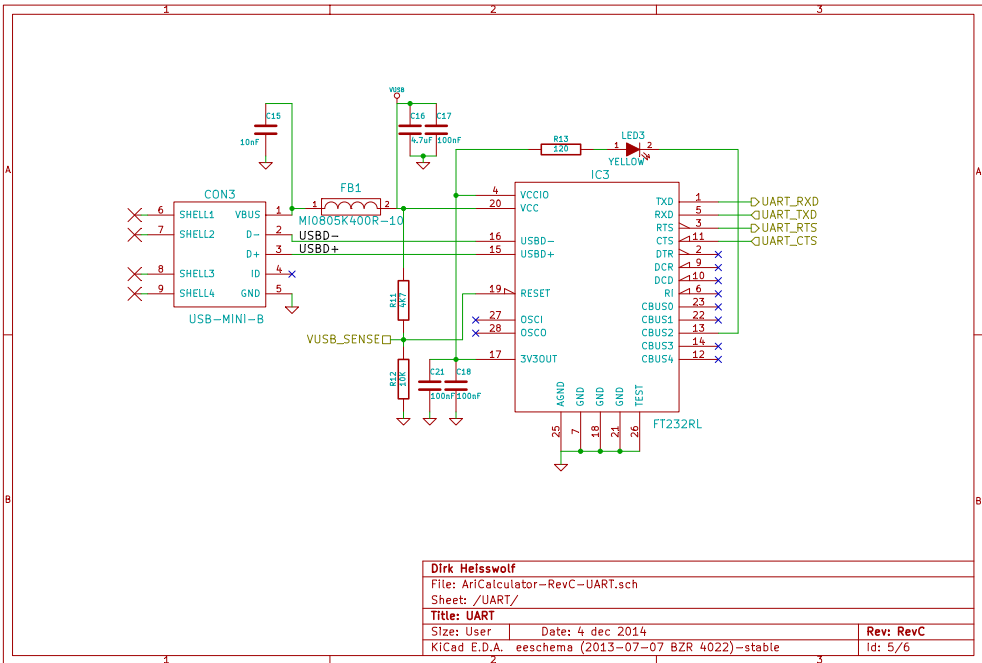 1 2 3
VUSB
C15
10nF
C16 C17
4.7uF 100nF
R13
120
LED3
1 2
YELLOW
IC3
A A
CON3
FB1
1 2
MI0805K400R-10
6 SHELL1 VBUS 1
7 SHELL2 D- 2
D+ 3
8 SHELL3 ID 4
9 SHELL4 GND 5
USB-MINI-B
USBD-
USBD+
4 VCCIO
20 VCC
16 USBD-
15 USBD+
19 RESET
27 OSCI
28 OSCO
17 3V3OUT
TXD 1 UART_RXD
RXD 5 UART_TXD
RTS 3 UART_RTS
CTS 11 UART_CTS
DTR 2
DCR 9
DCD 10
RI 6
CBUS0 23
CBUS1 22
CBUS2 13
CBUS3 14
CBUS4 12
R11
4K7
VUSB_SENSE
R12
10K
C21 C18
100nF 100nF
AGND GND GND GND TEST
25 7 18 21 26
FT232RL
B B
Dirk Heisswolf
File: AriCalculator-RevC-UART.sch
Sheet: /UART/
Title: UART
Size: User Date: 4 dec 2014 Rev: RevC
KiCad E.D.A. eeschema (2013-07-07 BZR 4022)-stable Id: 5/6
1 2 3